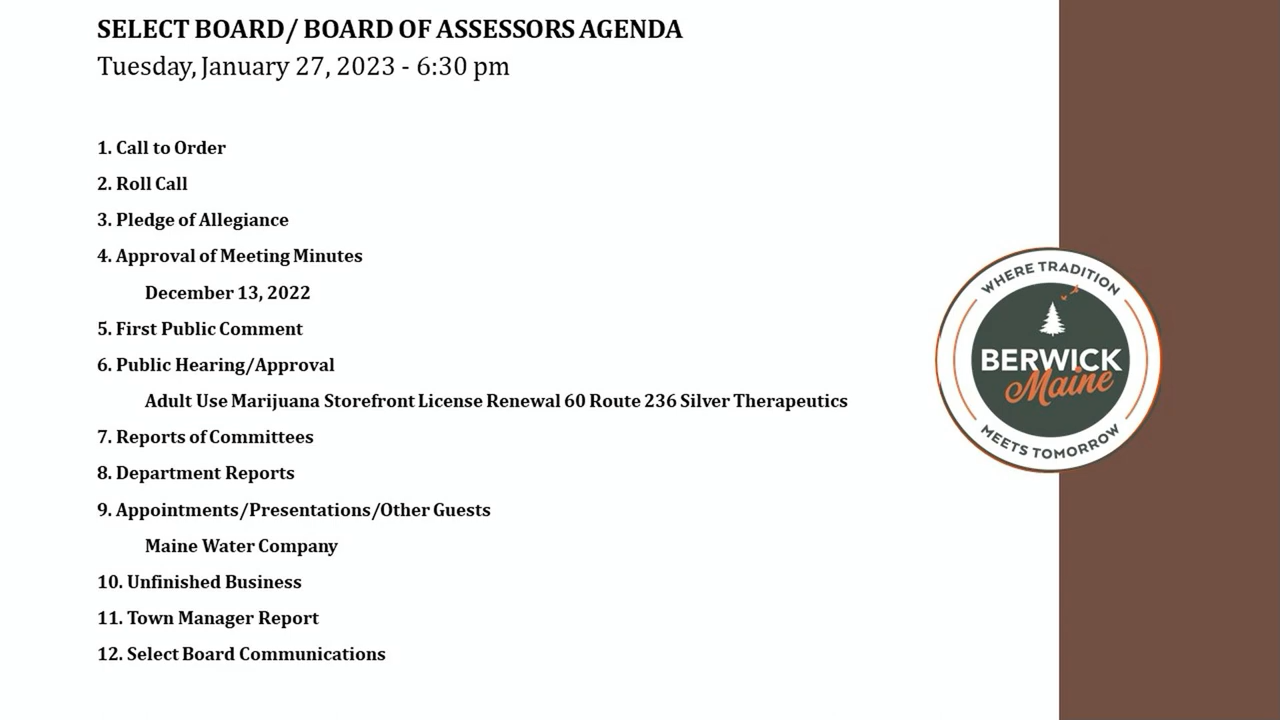 SELECT BOARD/ BOARD OF ASSESSORS AGENDA
Tuesday, January 27, 2023 - 6:30 pm
1. Call to Order
2. Roll Call
3. Pledge of Allegiance
4. Approval of Meeting Minutes
December 13, 2022
5. First Public Comment
6. Public Hearing/Approval
Adult Use Marijuana Storefront License Renewal 60 Route 236 Silver Therapeutics
7. Reports of Committees
8. Department Reports
9. Appointments/Presentations/Other Guests
Maine Water Company
10. Unfinished Business
11. Town Manager Report
12. Select Board Communications
WHERE TRADITION
BERWICK
Maine
MEETS TOMORROW